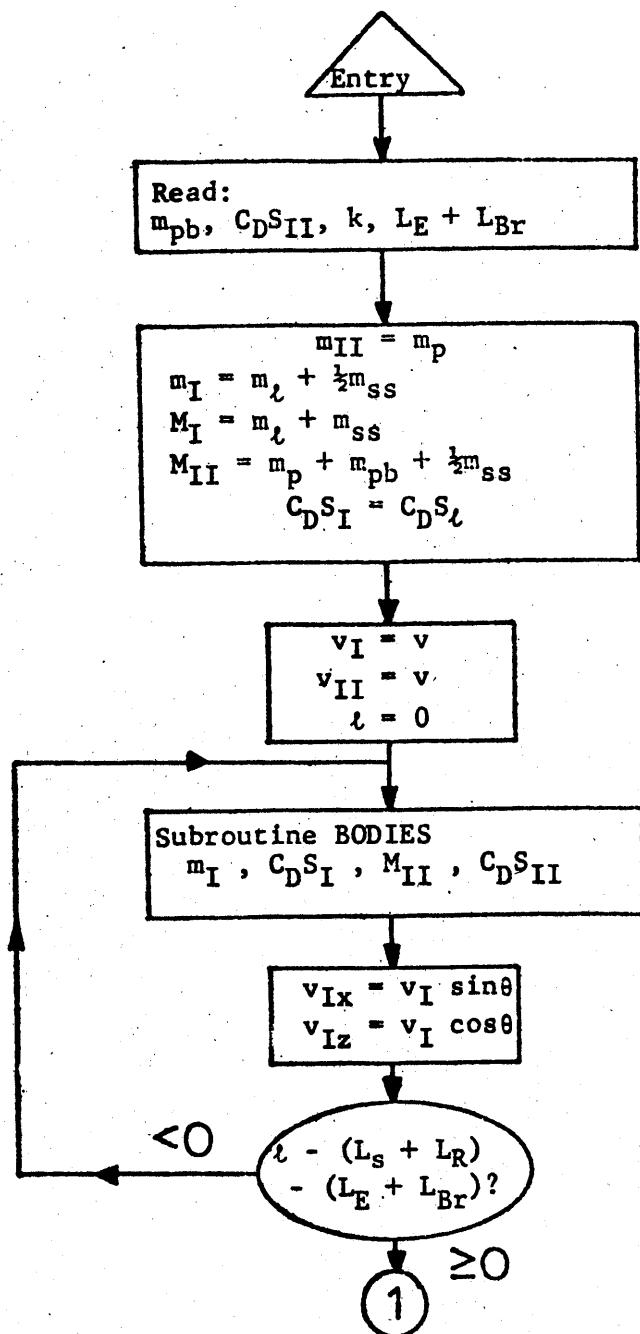 Entry
Read:
m_pb, C_DS_II, k, L_E + L_Br
m_II = m_p
m_I = m_ℓ + ½m_ss
M_I = m_ℓ + m_ss
M_II = m_p + m_pb + ½m_ss
C_DS_I = C_DS_ℓ
v_I = v
v_II = v
ℓ = 0
Subroutine BODIES
m_I , C_DS_I , M_II , C_DS_II
v_Ix = v_I sinθ
v_Iz = v_I cosθ
<0
ℓ - (L_s + L_R)
- (L_E + L_Br)?
≥0
1